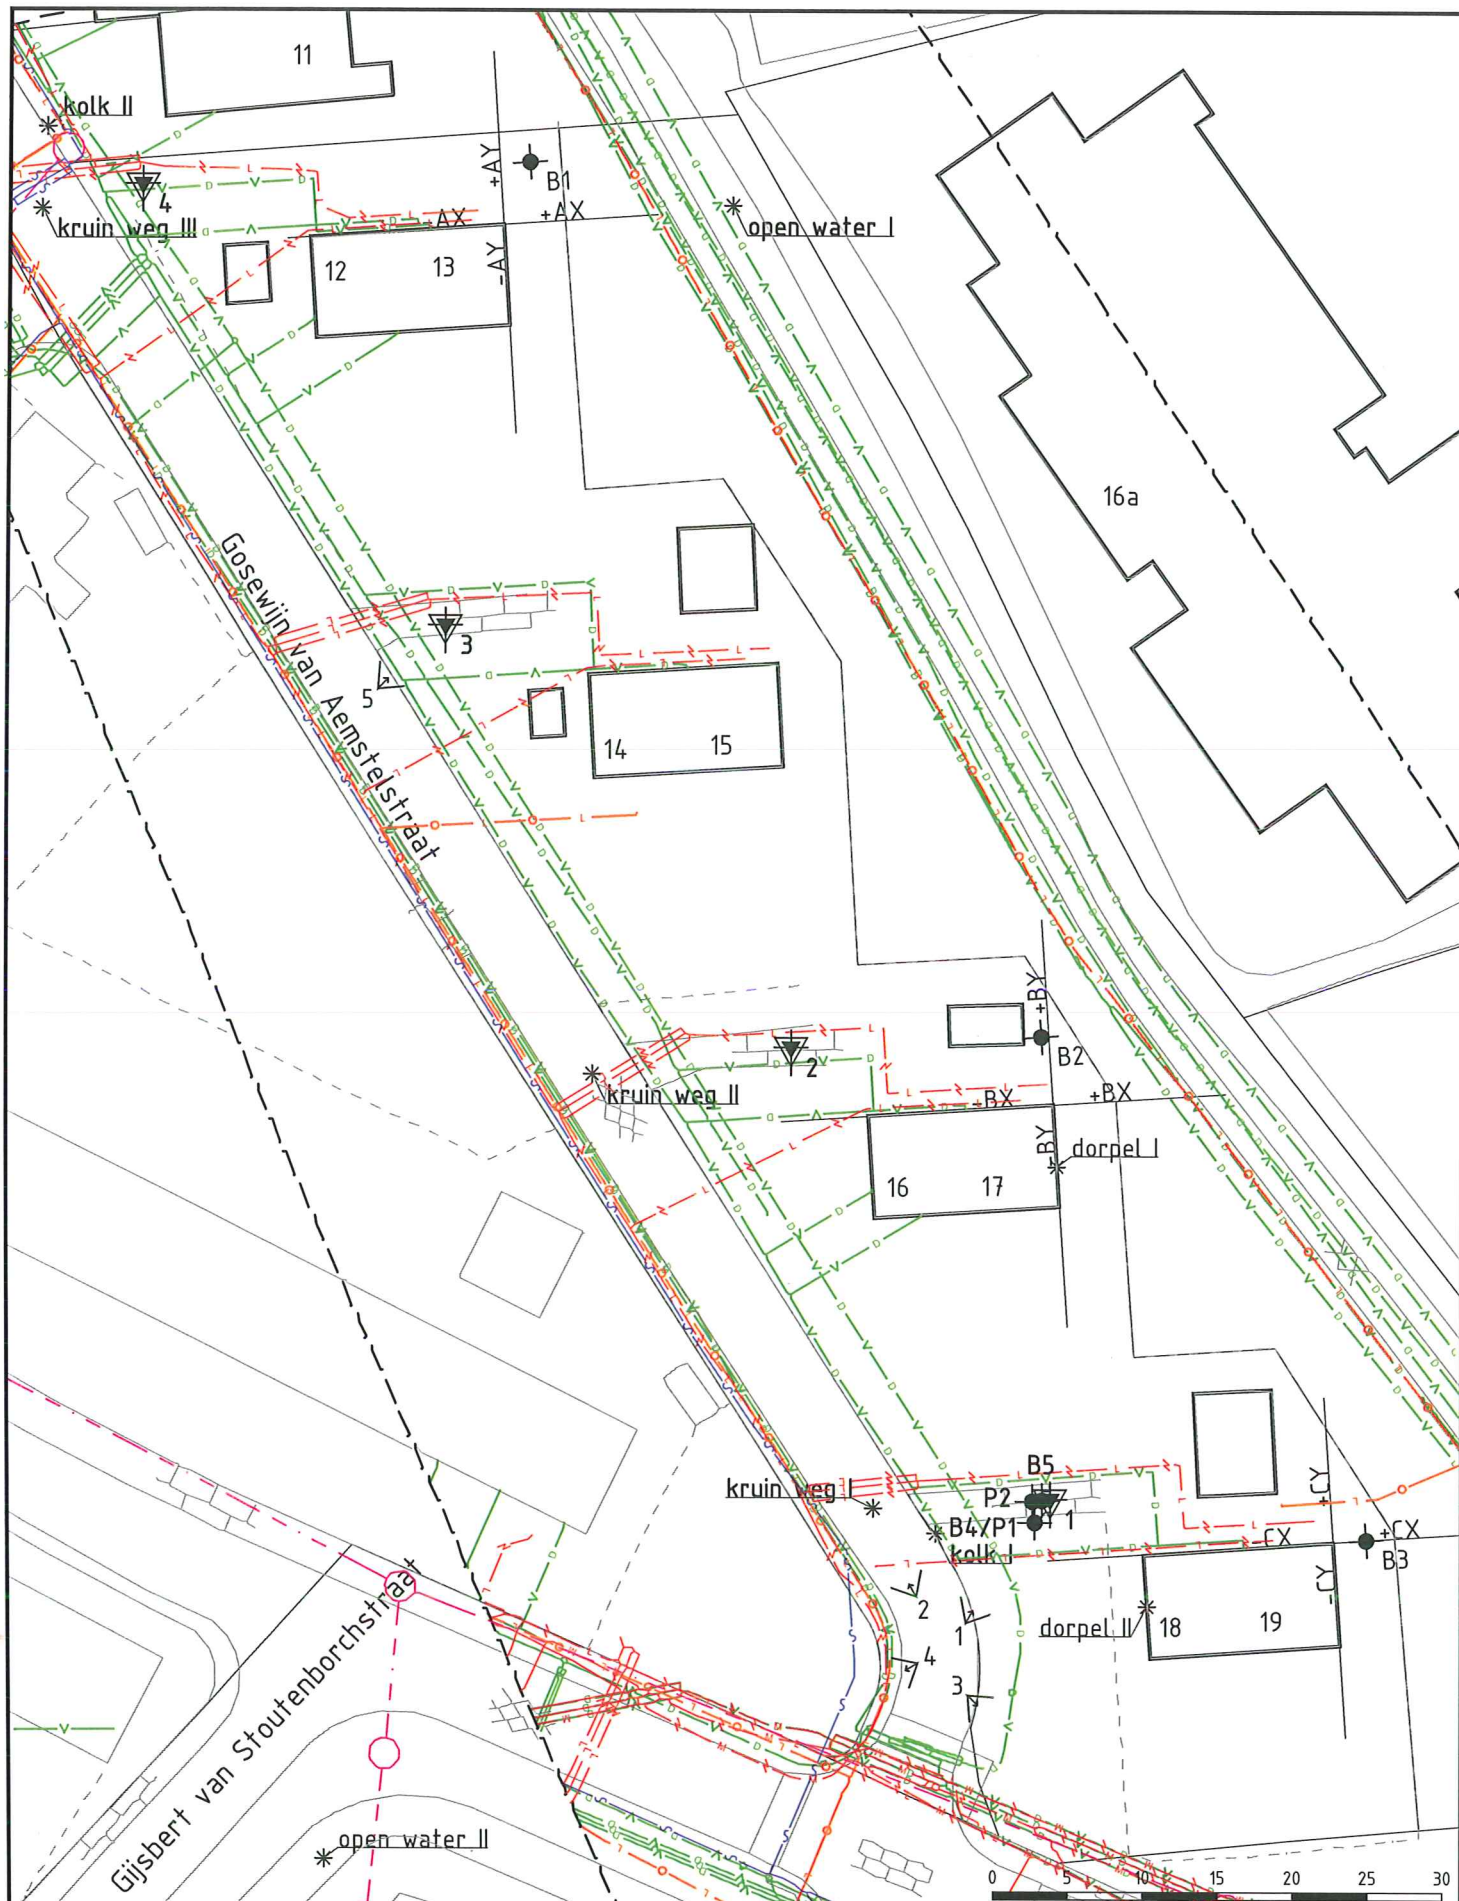 11
kolk II
+AY
B1
4
+AX
kruin weg III
-AX
open water I
12
13
-AY
16a
Gosewijn van Aemstelstraat
3
5
14
15
+BY
2
B2
kruin weg II
-BX
+BX
-BY
dorpel I
16
17
B5
kruin weg I
P2
+CY
B4/P1
1
kolk I
-CX
+CX
B3
-CY
2
1
dorpel II
18
19
4
3
Gijsbert van Stoutenborchstraat
open water II
0 5 10 15 20 25 30